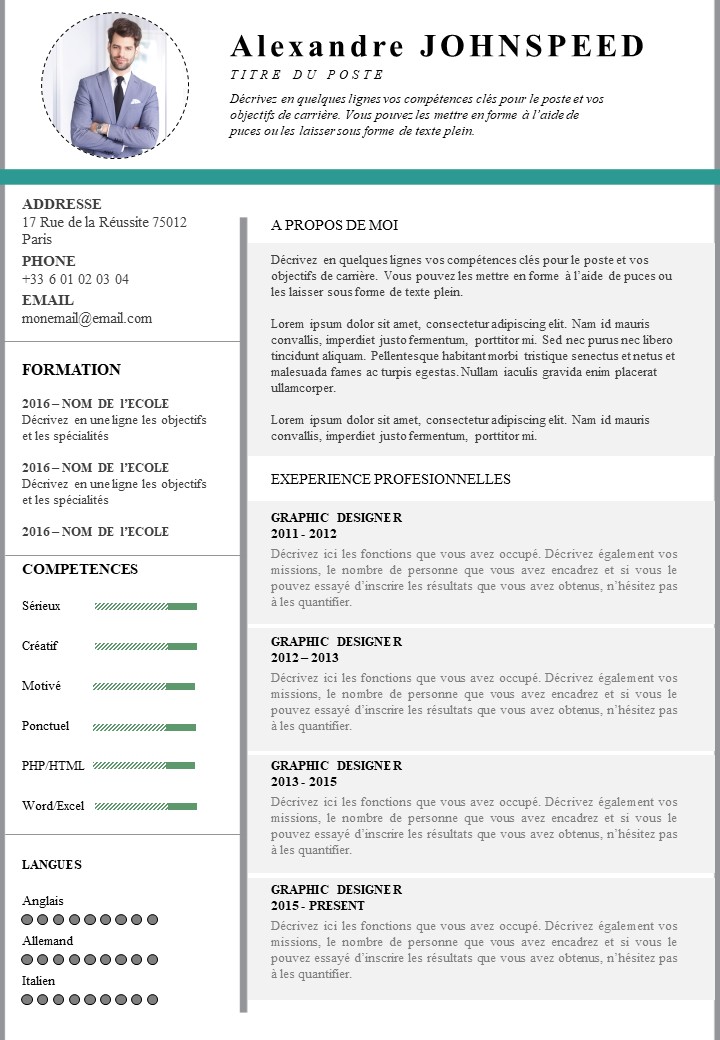 Alexandre JOHNSPEED
TITRE DU POSTE
Décrivez en quelques lignes vos compétences clés pour le poste et vos
objectifs de carrière. Vous pouvez les mettre en forme à l’aide de
puces ou les laisser sous forme de texte plein.
ADDRESSE
17 Rue de la Réussite 75012
Paris
PHONE
+33 6 01 02 03 04
EMAIL
monemail@email.com
FORMATION
2016 – NOM DE l’ECOLE
Décrivez en une ligne les objectifs
et les spécialités
2016 – NOM DE l’ECOLE
Décrivez en une ligne les objectifs
et les spécialités
2016 – NOM DE l’ECOLE
COMPETENCES
Sérieux
Créatif
Motivé
Ponctuel
PHP/HTML
Word/Excel
LANGUES
Anglais
Allemand
Italien
A PROPOS DE MOI
Décrivez en quelques lignes vos compétences clés pour le poste et vos
objectifs de carrière. Vous pouvez les mettre en forme à l’aide de puces ou
les laisser sous forme de texte plein.
Lorem ipsum dolor sit amet, consectetur adipiscing elit. Nam id mauris
convallis, imperdiet justo fermentum, porttitor mi. Sed nec purus nec libero
tincidunt aliquam. Pellentesque habitant morbi tristique senectus et netus et
malesuada fames ac turpis egestas. Nullam iaculis gravida enim placerat
ullamcorper.
Lorem ipsum dolor sit amet, consectetur adipiscing elit. Nam id mauris
convallis, imperdiet justo fermentum, porttitor mi.
EXEPERIENCE PROFESIONNELLES
GRAPHIC DESIGNER
2011 - 2012
Décrivez ici les fonctions que vous avez occupé. Décrivez également vos
missions, le nombre de personne que vous avez encadrez et si vous le
pouvez essayé d’inscrire les résultats que vous avez obtenus, n’hésitez pas
à les quantifier.
GRAPHIC DESIGNER
2012 – 2013
Décrivez ici les fonctions que vous avez occupé. Décrivez également vos
missions, le nombre de personne que vous avez encadrez et si vous le
pouvez essayé d’inscrire les résultats que vous avez obtenus, n’hésitez pas
à les quantifier.
GRAPHIC DESIGNER
2013 - 2015
Décrivez ici les fonctions que vous avez occupé. Décrivez également vos
missions, le nombre de personne que vous avez encadrez et si vous le
pouvez essayé d’inscrire les résultats que vous avez obtenus, n’hésitez pas
à les quantifier.
GRAPHIC DESIGNER
2015 - PRESENT
Décrivez ici les fonctions que vous avez occupé. Décrivez également vos
missions, le nombre de personne que vous avez encadrez et si vous le
pouvez essayé d’inscrire les résultats que vous avez obtenus, n’hésitez pas
à les quantifier.